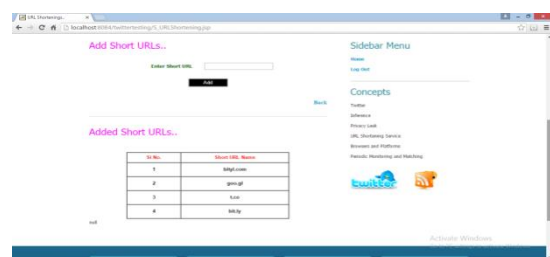 URL Shortenings..
localhost:8084/twittertesting/S_URLShortening.jsp
Add Short URLs..
Enter Short URL
Add
Back
Added Short URLs..
Sl No.
Short URL Name
1
2
goo.gl
3
t.co
4
bit.ly
null
Sidebar Menu
Home
Log Out
Concepts
Twitter
Inference
Privacy Leak
URL Shortening Service
Browsers and Platforms
Periodic Monitoring and Matching
twitter
Activate Windows